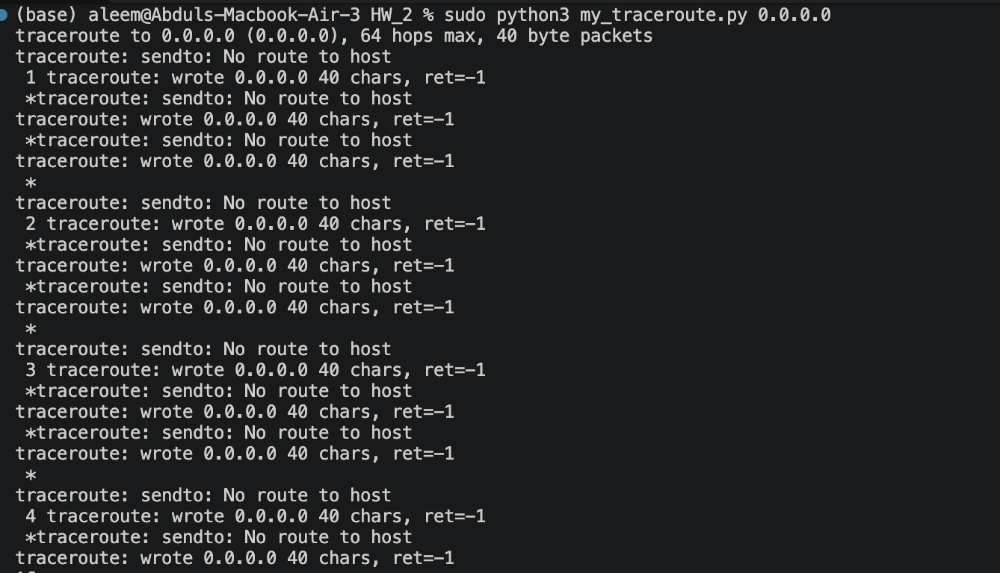 (base) aleem@Abduls-Macbook-Air-3 HW_2 % sudo python3 my_traceroute.py 0.0.0.0
traceroute to 0.0.0.0 (0.0.0.0), 64 hops max, 40 byte packets
traceroute: sendto: No route to host
 1 traceroute: wrote 0.0.0.0 40 chars, ret=-1
 *traceroute: sendto: No route to host
traceroute: wrote 0.0.0.0 40 chars, ret=-1
 *traceroute: sendto: No route to host
traceroute: wrote 0.0.0.0 40 chars, ret=-1
 *
traceroute: sendto: No route to host
 2 traceroute: wrote 0.0.0.0 40 chars, ret=-1
 *traceroute: sendto: No route to host
traceroute: wrote 0.0.0.0 40 chars, ret=-1
 *traceroute: sendto: No route to host
traceroute: wrote 0.0.0.0 40 chars, ret=-1
 *
traceroute: sendto: No route to host
 3 traceroute: wrote 0.0.0.0 40 chars, ret=-1
 *traceroute: sendto: No route to host
traceroute: wrote 0.0.0.0 40 chars, ret=-1
 *traceroute: sendto: No route to host
traceroute: wrote 0.0.0.0 40 chars, ret=-1
 *
traceroute: sendto: No route to host
 4 traceroute: wrote 0.0.0.0 40 chars, ret=-1
 *traceroute: sendto: No route to host
traceroute: wrote 0.0.0.0 40 chars, ret=-1